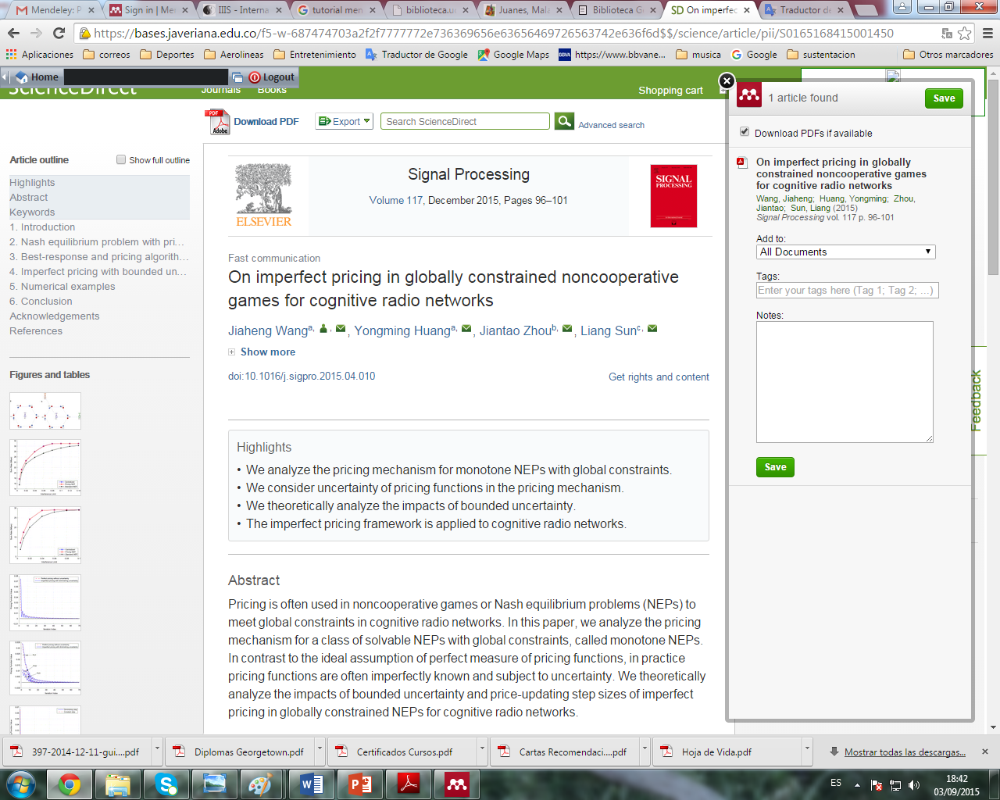 Mendeley: P
Sign in | Men
IIIS - Interna
tutorial men
biblioteca.uc
Juanes, Mala
Biblioteca Ge
SD On imperfec
Traductor de
https://bases.javeriana.edu.co/f5-w-687474703a2f2f7777772e736369656e63656469726563742e636f6d$$/science/article/pii/S0165168415001450
Aplicaciones
correos
Deportes
Aerolineas
Entretenimiento
Traductor de Google
Google Maps
BBVA
https://www.bbvane...
musica
Google
sustentacion
Otros marcadores
Home
Logout
ScienceDirect
Journals
Books
Shopping cart
PDF
Adobe
Download PDF
Export
Search ScienceDirect
Advanced search
Article outline
Show full outline
Highlights
Abstract
Keywords
1. Introduction
2. Nash equilibrium problem with pri...
3. Best-response and pricing algorith...
4. Imperfect pricing with bounded un...
5. Numerical examples
6. Conclusion
Acknowledgements
References
Figures and tables
ELSEVIER
Signal Processing
Volume 117, December 2015, Pages 96–101
SIGNAL
PROCESSING
Fast communication
On imperfect pricing in globally constrained noncooperative
games for cognitive radio networks
Jiaheng Wang a, , , Yongming Huang a, , Jiantao Zhou b, , Liang Sun c,
Show more
doi:10.1016/j.sigpro.2015.04.010
Get rights and content
Highlights
• We analyze the pricing mechanism for monotone NEPs with global constraints.
• We consider uncertainty of pricing functions in the pricing mechanism.
• We theoretically analyze the impacts of bounded uncertainty.
• The imperfect pricing framework is applied to cognitive radio networks.
Abstract
Pricing is often used in noncooperative games or Nash equilibrium problems (NEPs) to
meet global constraints in cognitive radio networks. In this paper, we analyze the pricing
mechanism for a class of solvable NEPs with global constraints, called monotone NEPs.
In contrast to the ideal assumption of perfect measure of pricing functions, in practice
pricing functions are often imperfectly known and subject to uncertainty. We theoretically
analyze the impacts of bounded uncertainty and price-updating step sizes of imperfect
pricing in globally constrained NEPs for cognitive radio networks.
1 article found
Save
Download PDFs if available
On imperfect pricing in globally
constrained noncooperative games
for cognitive radio networks
Wang, Jiaheng; Huang, Yongming; Zhou,
Jiantao; Sun, Liang (2015)
Signal Processing vol. 117 p. 96-101
Add to:
All Documents
Tags:
Enter your tags here (Tag 1; Tag 2; ...)
Notes:
Save
Feedback
397-2014-12-11-gui....pdf
Diplomas Georgetown.pdf
Certificados Cursos.pdf
Cartas Recomendaci....pdf
Hoja de Vida.pdf
Mostrar todas las descargas...
ES
18:42
03/09/2015